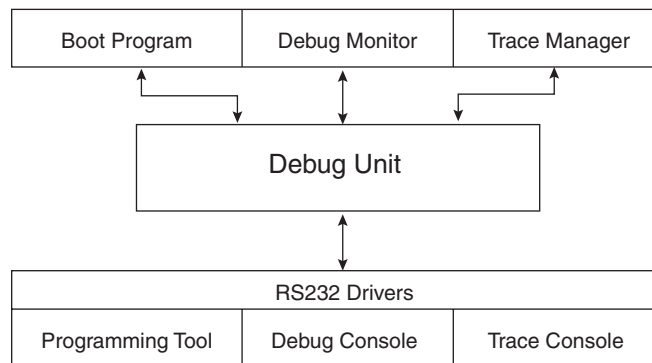 Boot Program
Debug Monitor
Trace Manager
Debug Unit
RS232 Drivers
Programming Tool
Debug Console
Trace Console